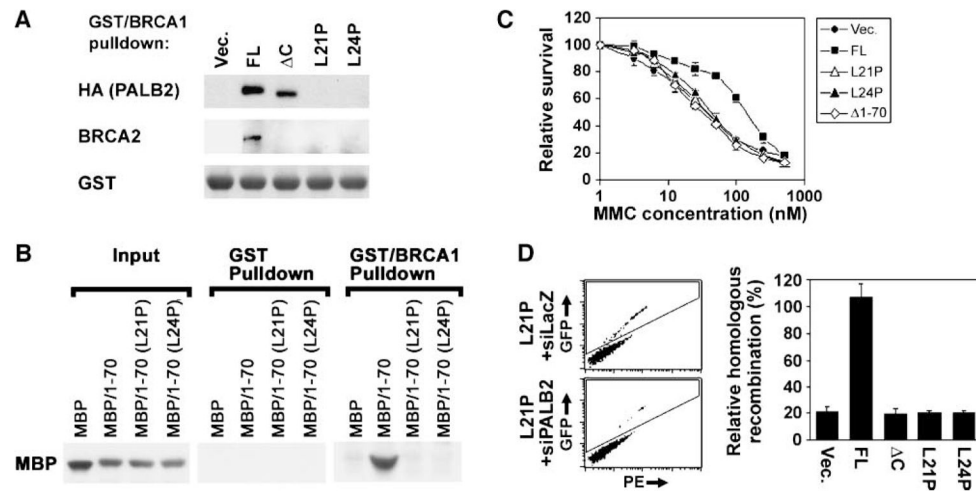 A
GST/BRCA1
pulldown:
Vec.
FL
ΔC
L21P
L24P
HA (PALB2)
BRCA2
GST
B
Input
GST
Pulldown
GST/BRCA1
Pulldown
MBP
MBP/1-70
MBP/1-70 (L21P)
MBP/1-70 (L24P)
MBP
MBP/1-70
MBP/1-70 (L21P)
MBP/1-70 (L24P)
MBP
MBP/1-70
MBP/1-70 (L21P)
MBP/1-70 (L24P)
MBP
C
Relative survival
120
100
80
60
40
20
0
1
10
100
1000
MMC concentration (nM)
Vec.
FL
L21P
L24P
Δ1-70
D
L21P
+siLacZ
GFP
L21P
+siPALB2
GFP
PE
Relative homologous
recombination (%)
120
100
80
60
40
20
0
Vec.
FL
ΔC
L21P
L24P